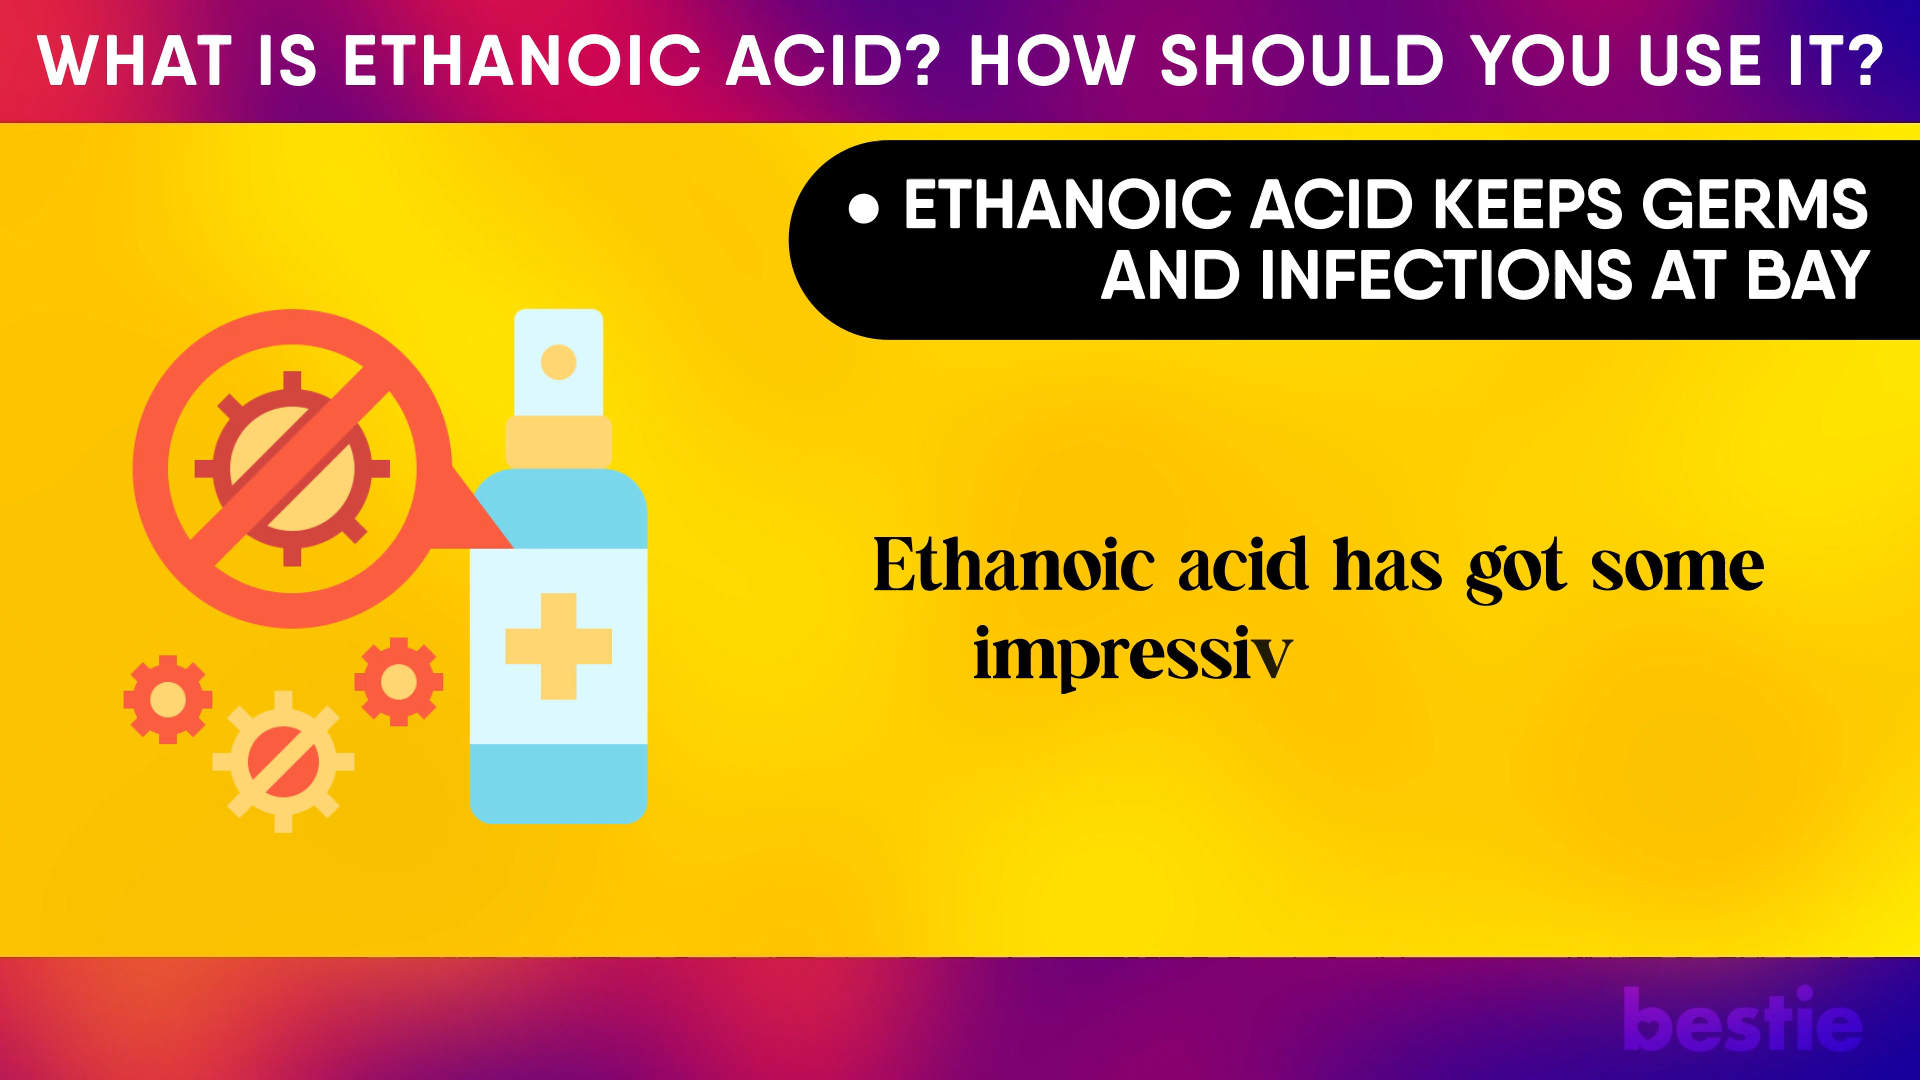 WHAT IS ETHANOIC ACID? HOW SHOULD YOU USE IT?
• ETHANOIC ACID KEEPS GERMS
AND INFECTIONS AT BAY
Ethanoic acid has got some
impressiv
bestie